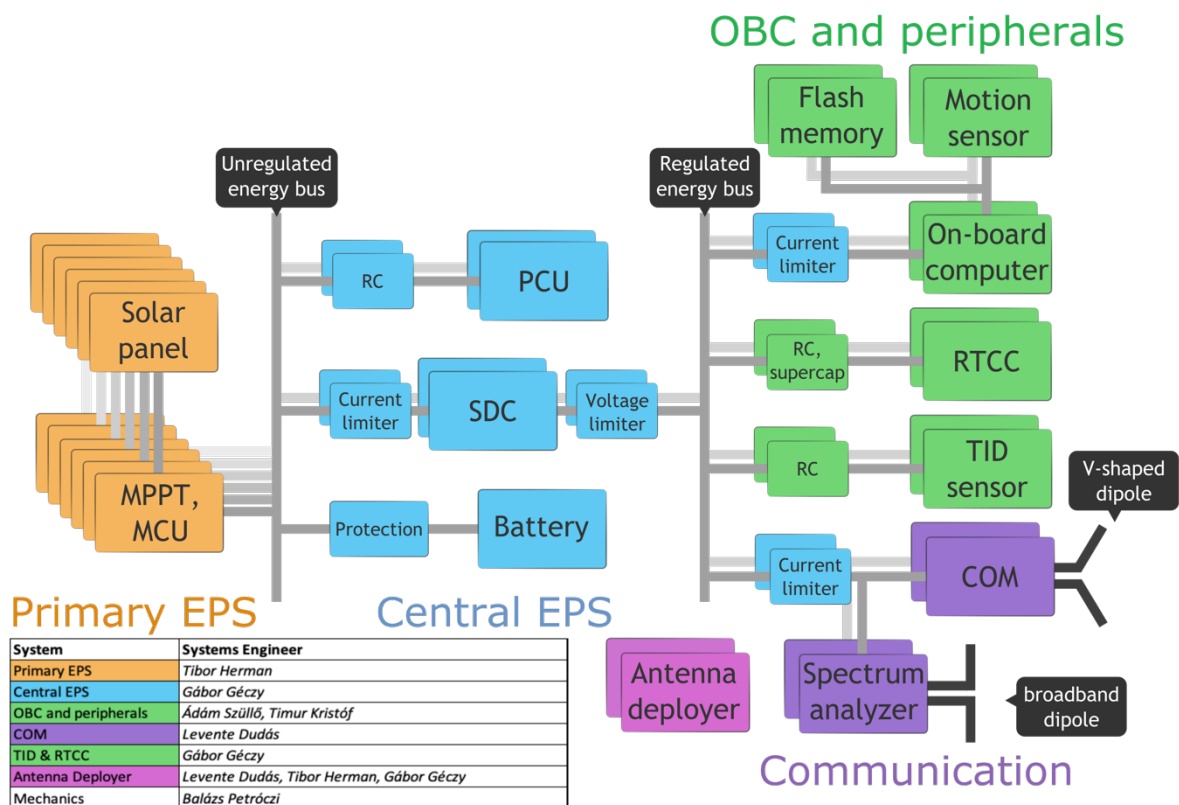 OBC and peripherals
Flash
memory
Motion
sensor
Unregulated
energy bus
Regulated
energy bus
Current
limiter
On-board
computer
RC
PCU
Solar
panel
RC,
supercap
RTCC
Current
limiter
SDC
Voltage
limiter
RC
TID
sensor
V-shaped
dipole
MPPT,
MCU
Protection
Battery
Current
limiter
COM
Primary EPS
Central EPS
System Systems Engineer
Primary EPS Tibor Herman
Central EPS Gábor Géczy
OBC and peripherals Ádám Szüllő, Timur Kristóf
COM Levente Dudás
TID & RTCC Gábor Géczy
Antenna Deployer Levente Dudás, Tibor Herman, Gábor Géczy
Mechanics Balázs Petróczi
Antenna
deployer
Spectrum
analyzer
broadband
dipole
Communication